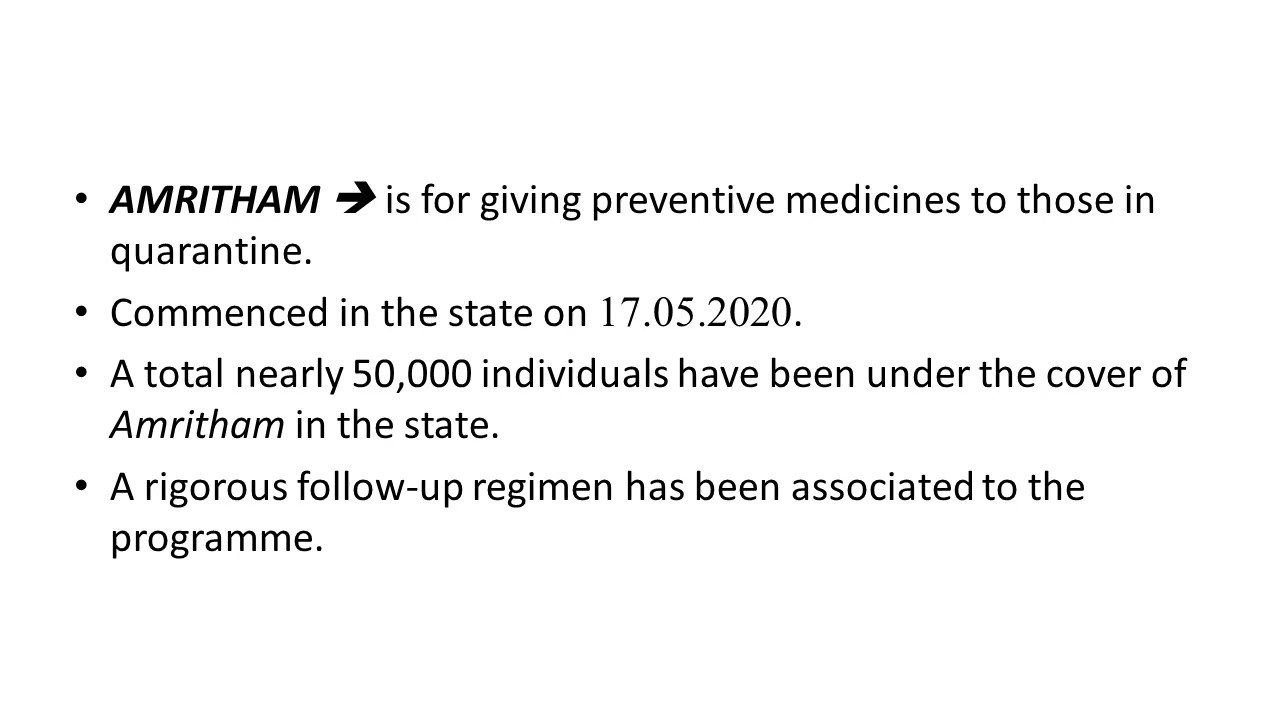 • AMRITHAM ➔ is for giving preventive medicines to those in
quarantine.
• Commenced in the state on 17.05.2020.
• A total nearly 50,000 individuals have been under the cover of
Amritham in the state.
• A rigorous follow-up regimen has been associated to the
programme.